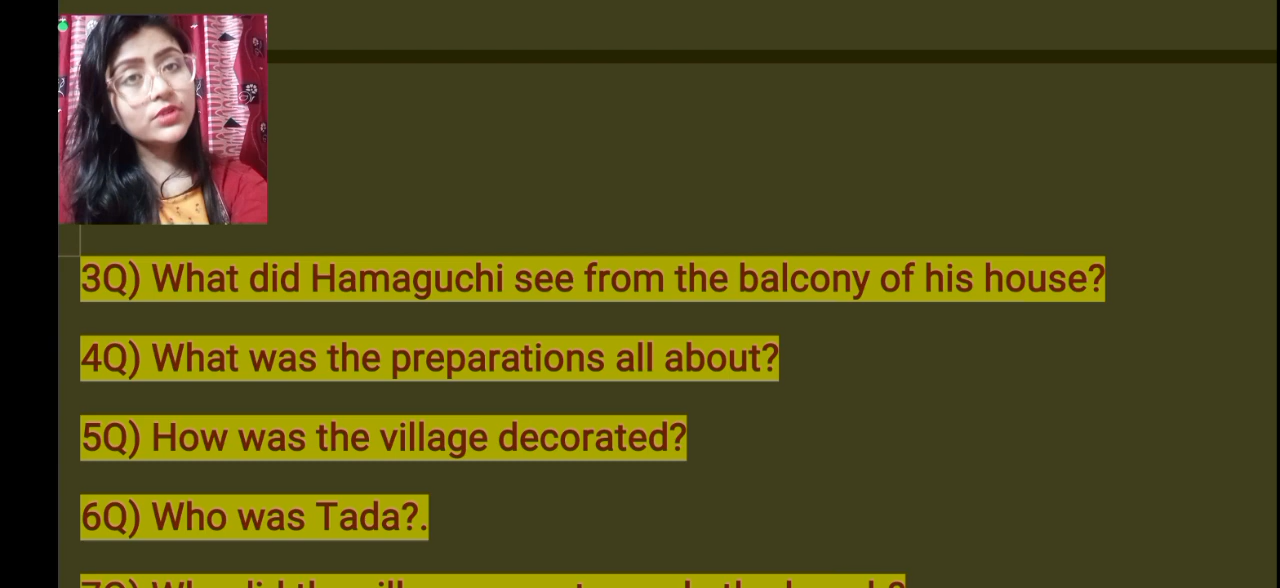 3Q) What did Hamaguchi see from the balcony of his house?
4Q) What was the preparations all about?
5Q) How was the village decorated?
6Q) Who was Tada?.